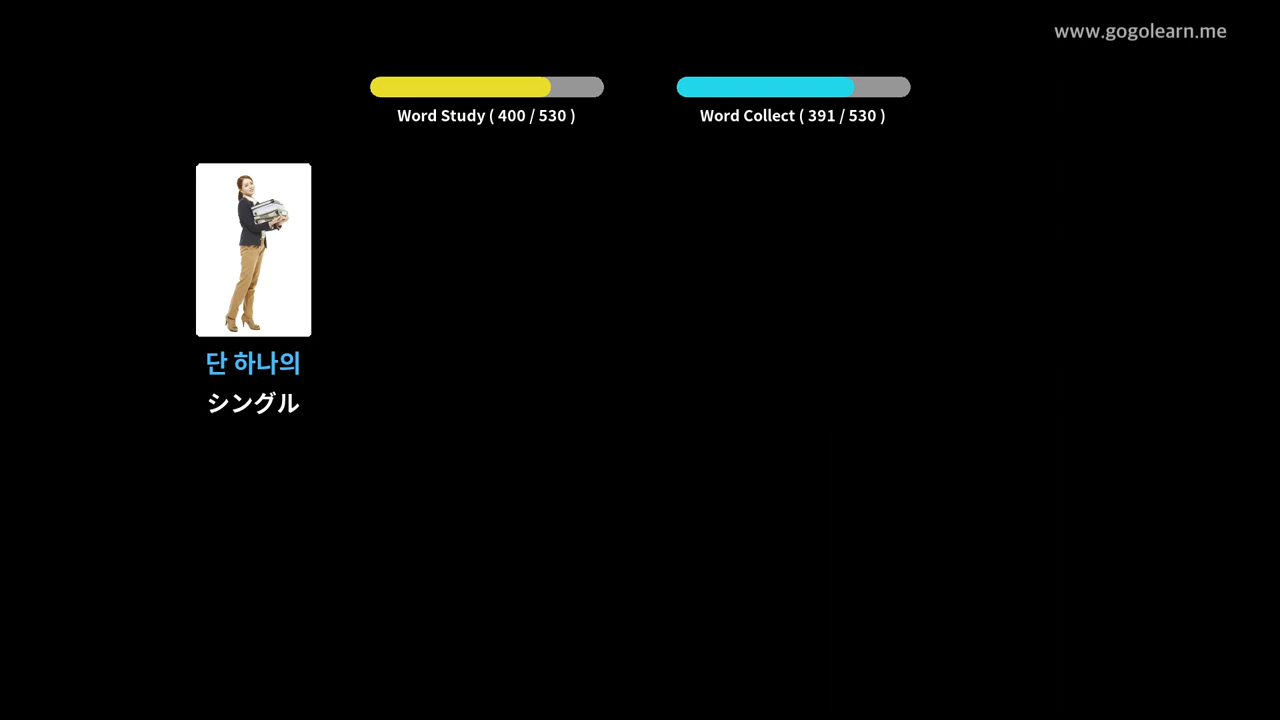 www.gogolearn.me
Word Study ( 400 / 530 )
Word Collect ( 391 / 530 )
단 하나의
シングル